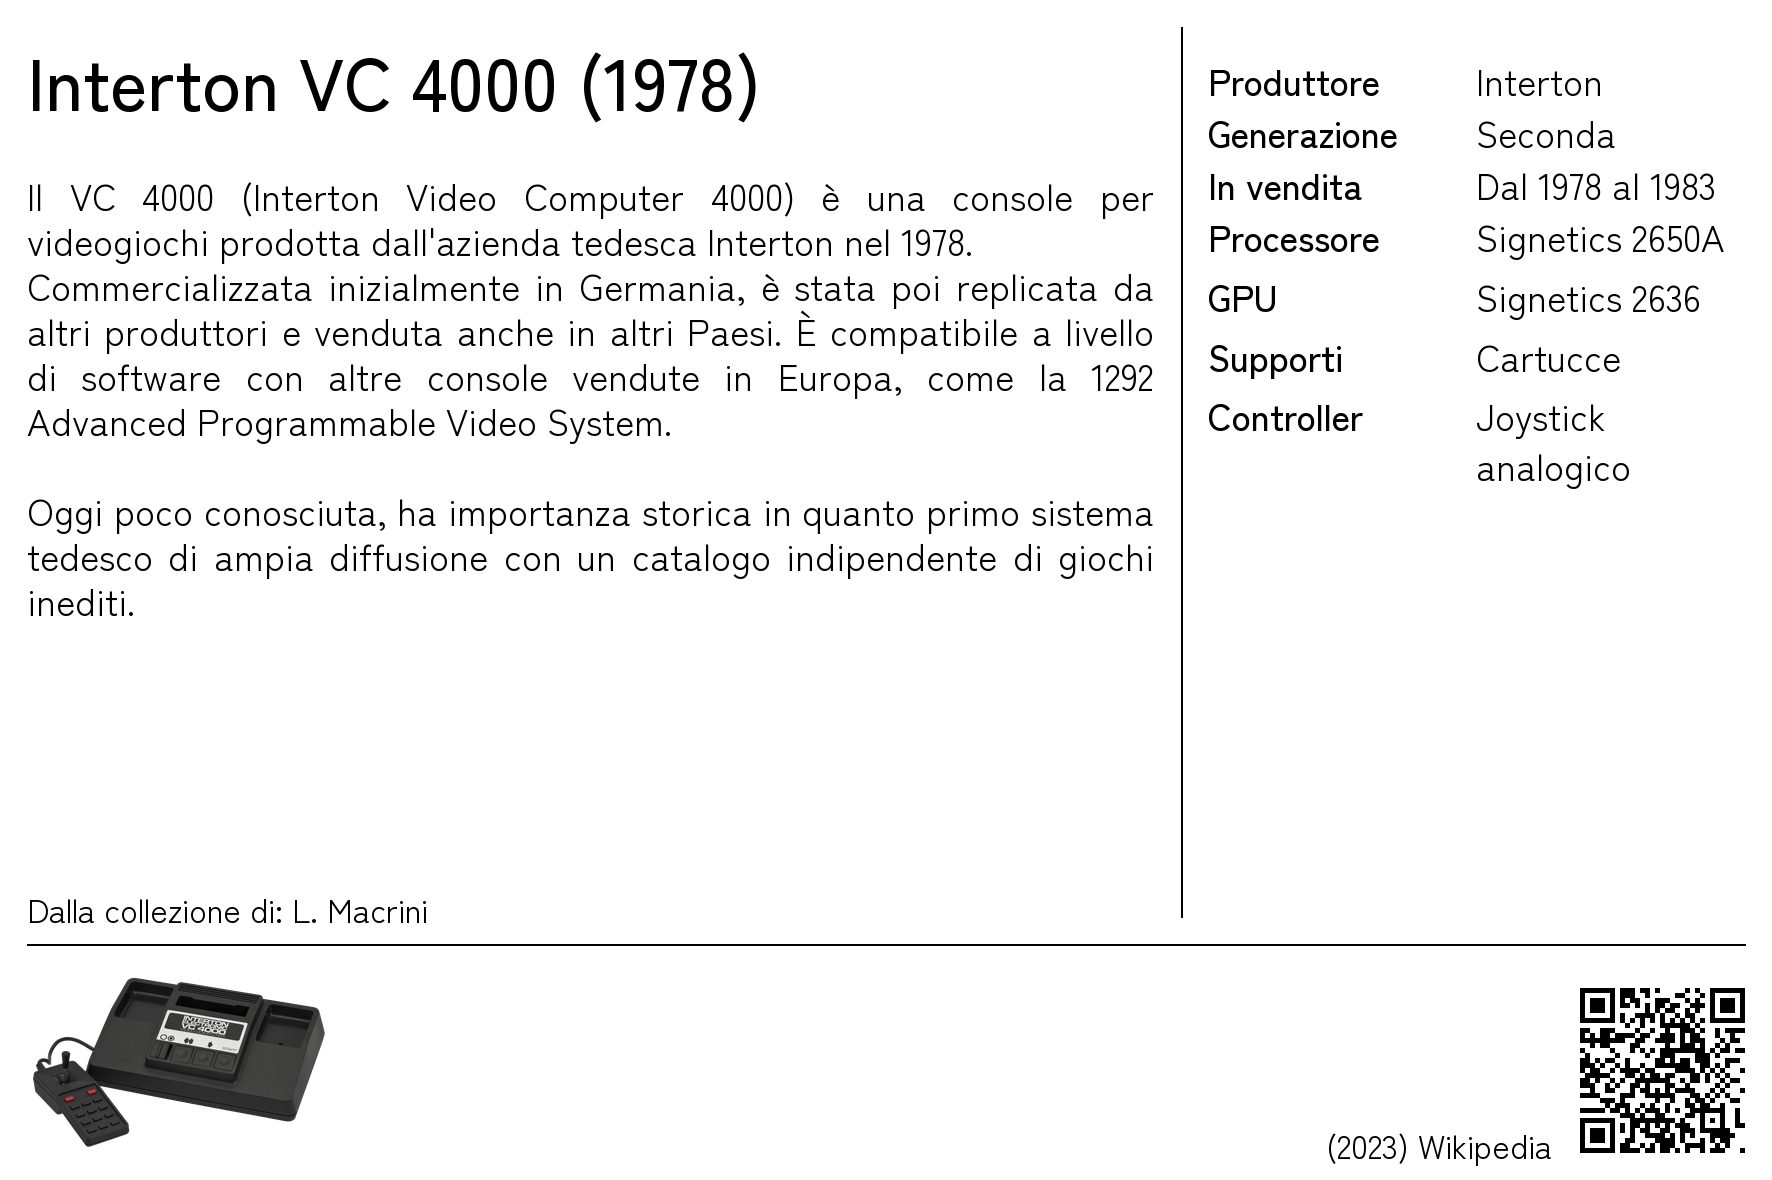 Interton VC 4000 (1978)
Il VC 4000 (Interton Video Computer 4000) è una console per
videogiochi prodotta dall'azienda tedesca Interton nel 1978.
Commercializzata inizialmente in Germania, è stata poi replicata da
altri produttori e venduta anche in altri Paesi. È compatibile a livello
di software con altre console vendute in Europa, come la 1292
Advanced Programmable Video System.
Oggi poco conosciuta, ha importanza storica in quanto primo sistema
tedesco di ampia diffusione con un catalogo indipendente di giochi
inediti.
Dalla collezione di: L. Macrini
Produttore Interton
Generazione Seconda
In vendita Dal 1978 al 1983
Processore Signetics 2650A
GPU Signetics 2636
Supporti Cartucce
Controller Joystick
analogico
INTERTON
ELECTRONIC
VC 4000
(2023) Wikipedia